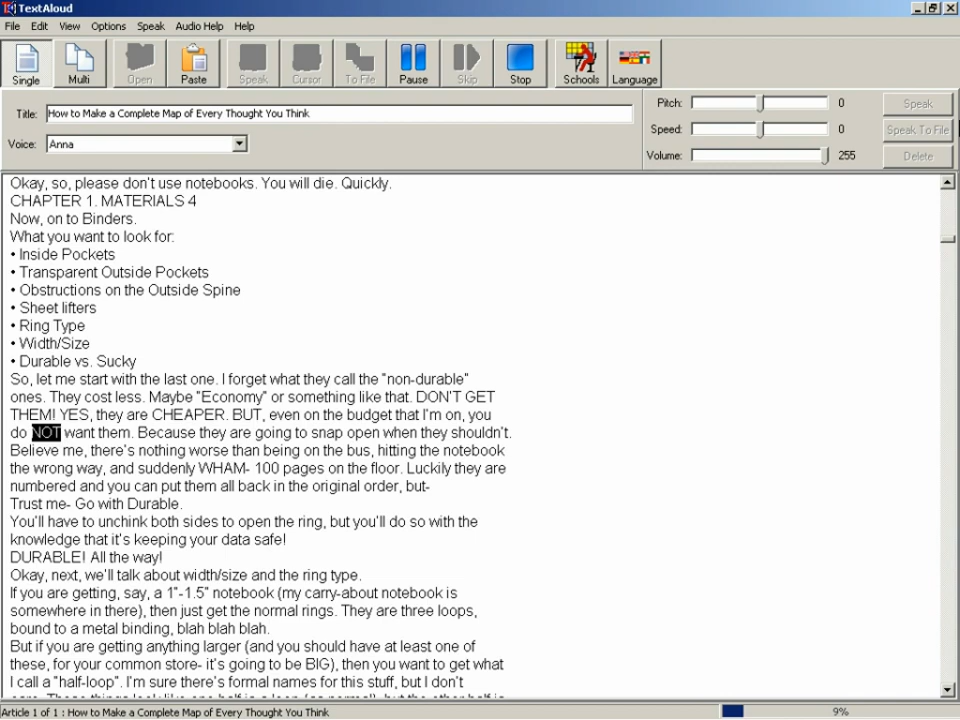 TextAloud
File Edit View Options Speak Audio Help Help
Single Multi Open Paste Speak Cursor To File Pause Skip Stop Schools Language
Title: How to Make a Complete Map of Every Thought You Think
Voice: Anna
Pitch: 0 Speak
Speed: 0 Speak To File
Volume: 255 Delete
Okay, so, please don't use notebooks. You will die. Quickly.
CHAPTER 1. MATERIALS 4
Now, on to Binders.
What you want to look for:
• Inside Pockets
• Transparent Outside Pockets
• Obstructions on the Outside Spine
• Sheet lifters
• Ring Type
• Width/Size
• Durable vs. Sucky
So, let me start with the last one. I forget what they call the "non-durable"
ones. They cost less. Maybe "Economy" or something like that. DON'T GET
THEM! YES, they are CHEAPER. BUT, even on the budget that I'm on, you
do NOT want them. Because they are going to snap open when they shouldn't.
Believe me, there's nothing worse than being on the bus, hitting the notebook
the wrong way, and suddenly WHAM- 100 pages on the floor. Luckily they are
numbered and you can put them all back in the original order, but-
Trust me- Go with Durable.
You'll have to unchink both sides to open the ring, but you'll do so with the
knowledge that it's keeping your data safe!
DURABLE! All the way!
Okay, next, we'll talk about width/size and the ring type.
If you are getting, say, a 1"-1.5" notebook (my carry-about notebook is
somewhere in there), then just get the normal rings. They are three loops,
bound to a metal binding, blah blah blah.
But if you are getting anything larger (and you should have at least one of
these, for your common store- it's going to be BIG), then you want to get what
I call a "half-loop". I'm sure there's formal names for this stuff, but I don't
care. These things look like one half is a loop (as normal), but the other half is
Article 1 of 1 : How to Make a Complete Map of Every Thought You Think 9%